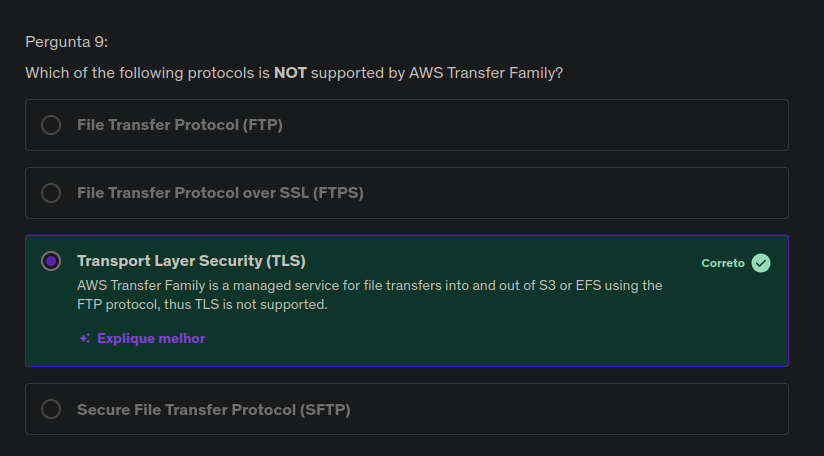 Pergunta 9:
Which of the following protocols is NOT supported by AWS Transfer Family?
File Transfer Protocol (FTP)
File Transfer Protocol over SSL (FTPS)
Transport Layer Security (TLS)
Correto
AWS Transfer Family is a managed service for file transfers into and out of S3 or EFS using the
FTP protocol, thus TLS is not supported.
Explique melhor
Secure File Transfer Protocol (SFTP)